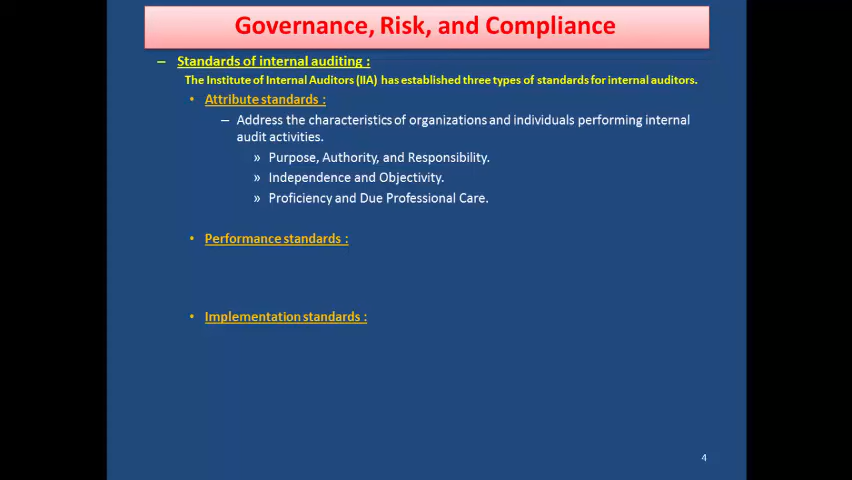 Governance, Risk, and Compliance
– Standards of internal auditing :
The Institute of Internal Auditors (IIA) has established three types of standards for internal auditors.
• Attribute standards :
– Address the characteristics of organizations and individuals performing internal
audit activities.
» Purpose, Authority, and Responsibility.
» Independence and Objectivity.
» Proficiency and Due Professional Care.
• Performance standards :
• Implementation standards :
4